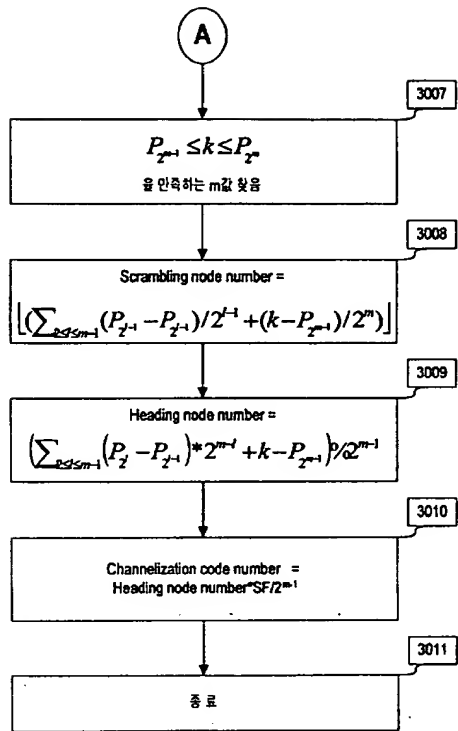 A
3007
P_{2^{m-1}} ≤ k ≤ P_{2^m}
을 만족하는 m값 찾음
3008
Scrambling node number =
⌊(∑_{2≤l≤m-1}(P_{2^{l-1}} - P_{2^{l-1}})/2^{l-1} + (k - P_{2^{m-1}})/2^m)⌋
3009
Heading node number =
(∑_{2≤l≤m-1}(P_{2^l} - P_{2^{l-1}})*2^{m-l} + k - P_{2^{m-1}})%2^{m-1}
3010
Channelization code number =
Heading node number*SF/2^{m-1}
3011
종 료